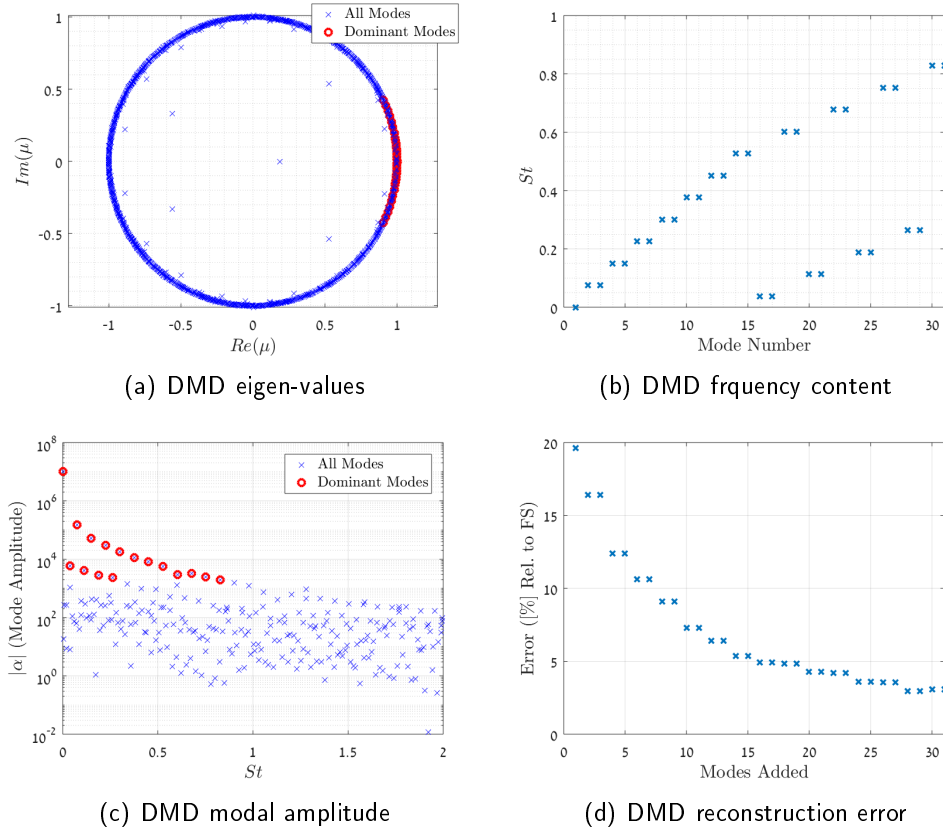 All Modes
Dominant Modes
1
0.5
0
-0.5
-1
Im(μ)
-1
-0.5
0
0.5
1
Re(μ)
(a) DMD eigen-values
1
0.8
0.6
0.4
0.2
0
St
0
5
10
15
20
25
30
Mode Number
(b) DMD frquency content
All Modes
Dominant Modes
10^8
10^6
10^4
10^2
10^0
10^-2
|α| (Mode Amplitude)
0
0.5
1
1.5
2
St
(c) DMD modal amplitude
20
15
10
5
0
Error ([%] Rel. to FS)
0
5
10
15
20
25
30
Modes Added
(d) DMD reconstruction error